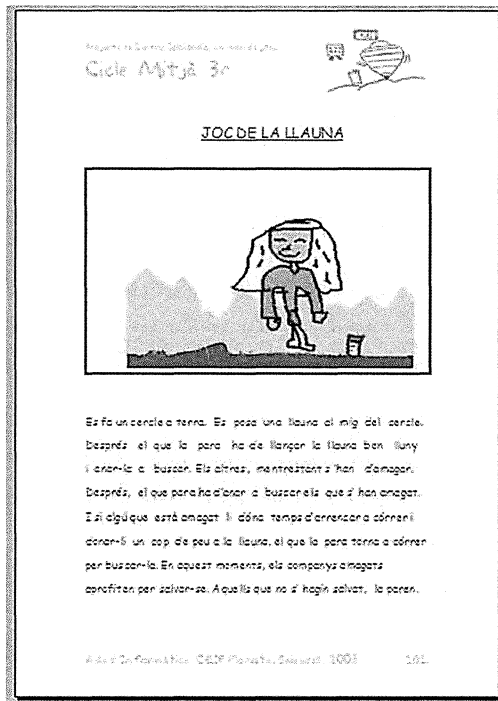 Cicle Mitjà 3r
JOC DE LA LLAUNA
Es fa un cercle a terra. Es posa una llauna al mig del cercle.
Després el que la para ha de llançar la llauna ben lluny
i anar-la a buscar. Els altres, mentrestant s'han d'amagar.
Després, el que para ha d'anar a buscar els que s'han amagat.
I si algú que està amagat li dóna temps d'arrencar a córrer i
donar-li un cop de peu a la llauna, el que la para torna a córrer
per buscar-la. En aquest moments, els companys amagats
aprofiten per salvar-se. Aquells que no s'hagin salvat, la paren.
101